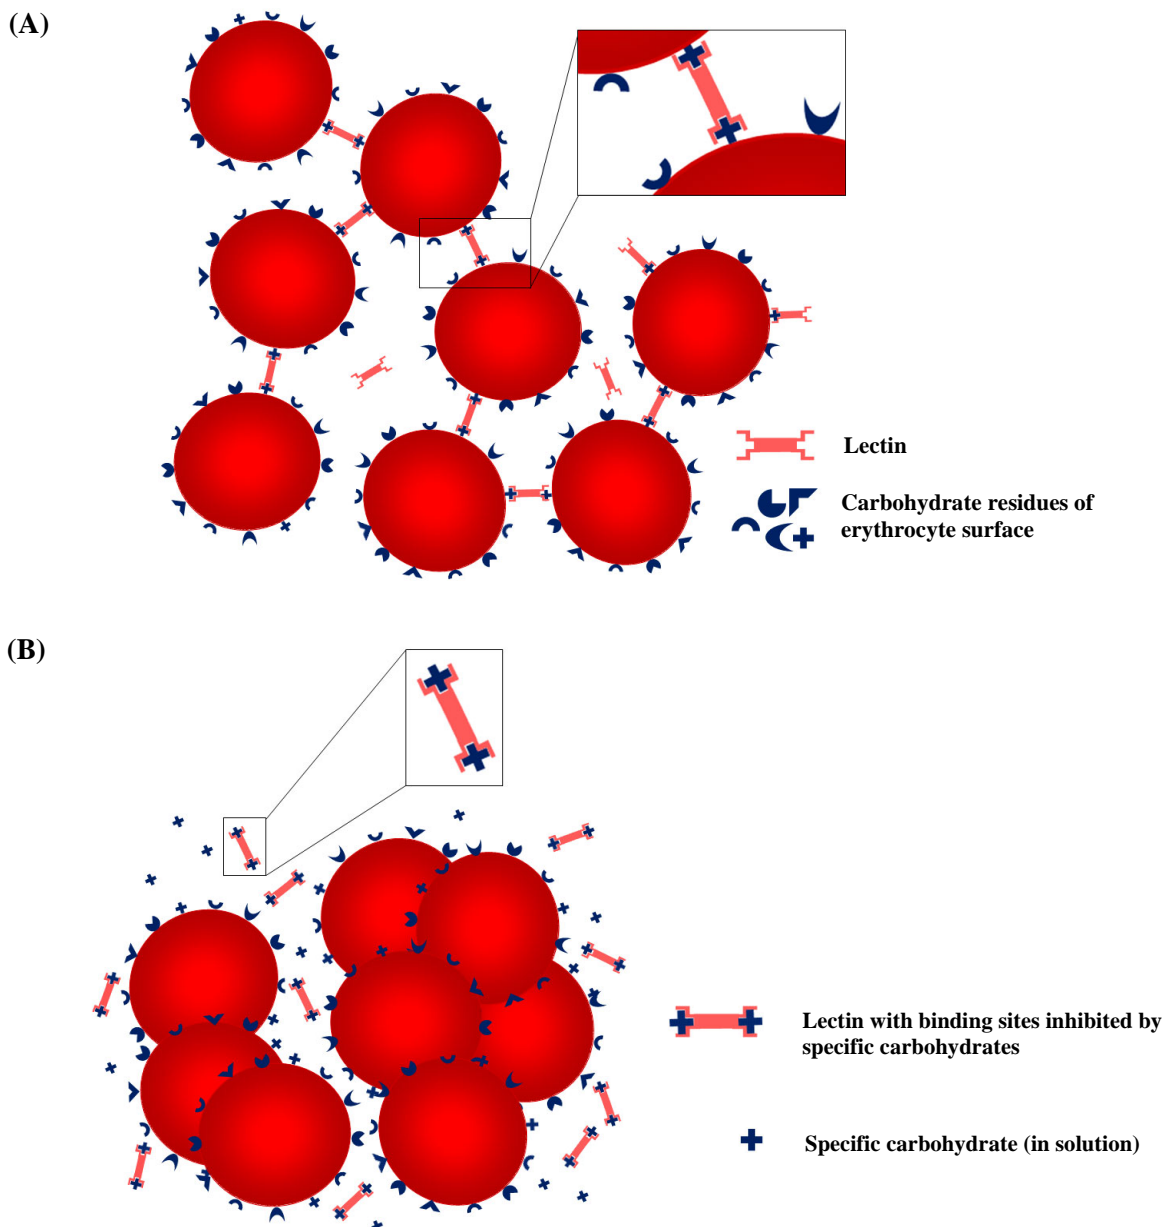 (A)
Lectin
Carbohydrate residues of
erythrocyte surface
(B)
Lectin with binding sites inhibited by
specific carbohydrates
Specific carbohydrate (in solution)